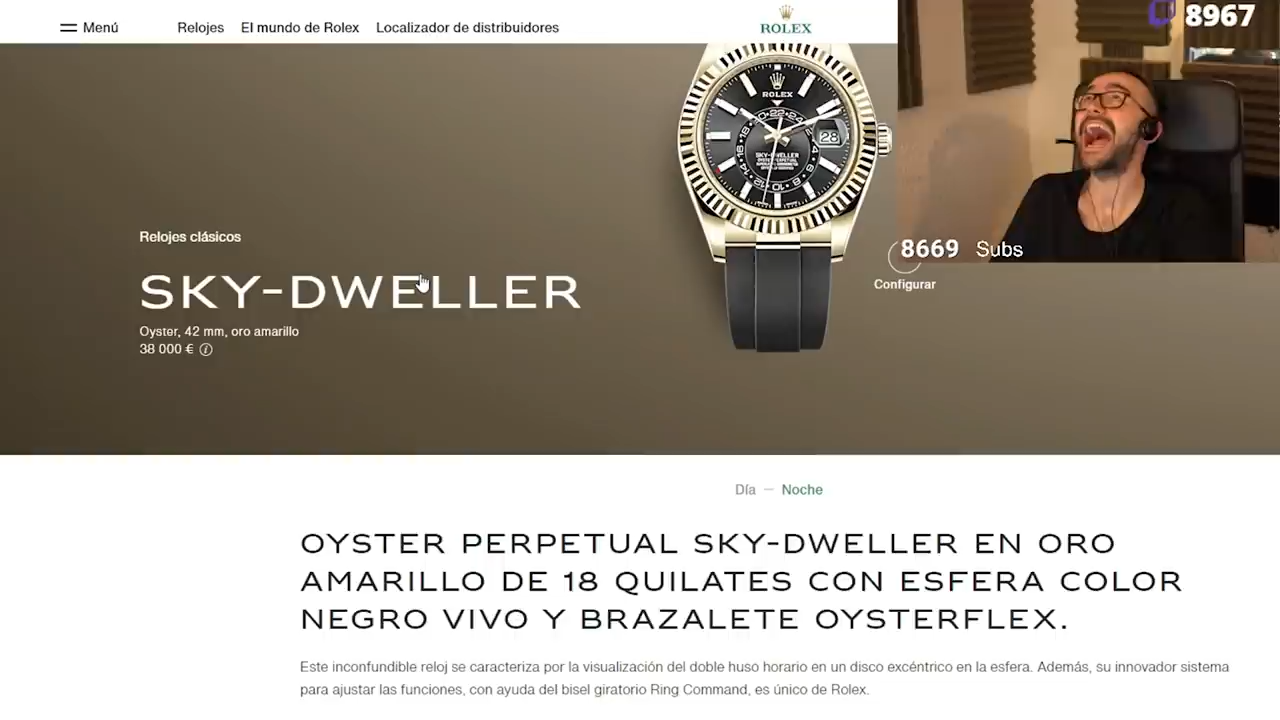 Menú
Relojes
El mundo de Rolex
Localizador de distribuidores
ROLEX
8967
ROLEX
28
SKY-DWELLER
Relojes clásicos
SKY-DWELLER
Oyster, 42 mm, oro amarillo
38 000 €
8669 Subs
Configurar
Día — Noche
OYSTER PERPETUAL SKY-DWELLER EN ORO
AMARILLO DE 18 QUILATES CON ESFERA COLOR
NEGRO VIVO Y BRAZALETE OYSTERFLEX.
Este inconfundible reloj se caracteriza por la visualización del doble huso horario en un disco excéntrico en la esfera. Además, su innovador sistema
para ajustar las funciones, con ayuda del bisel giratorio Ring Command, es único de Rolex.